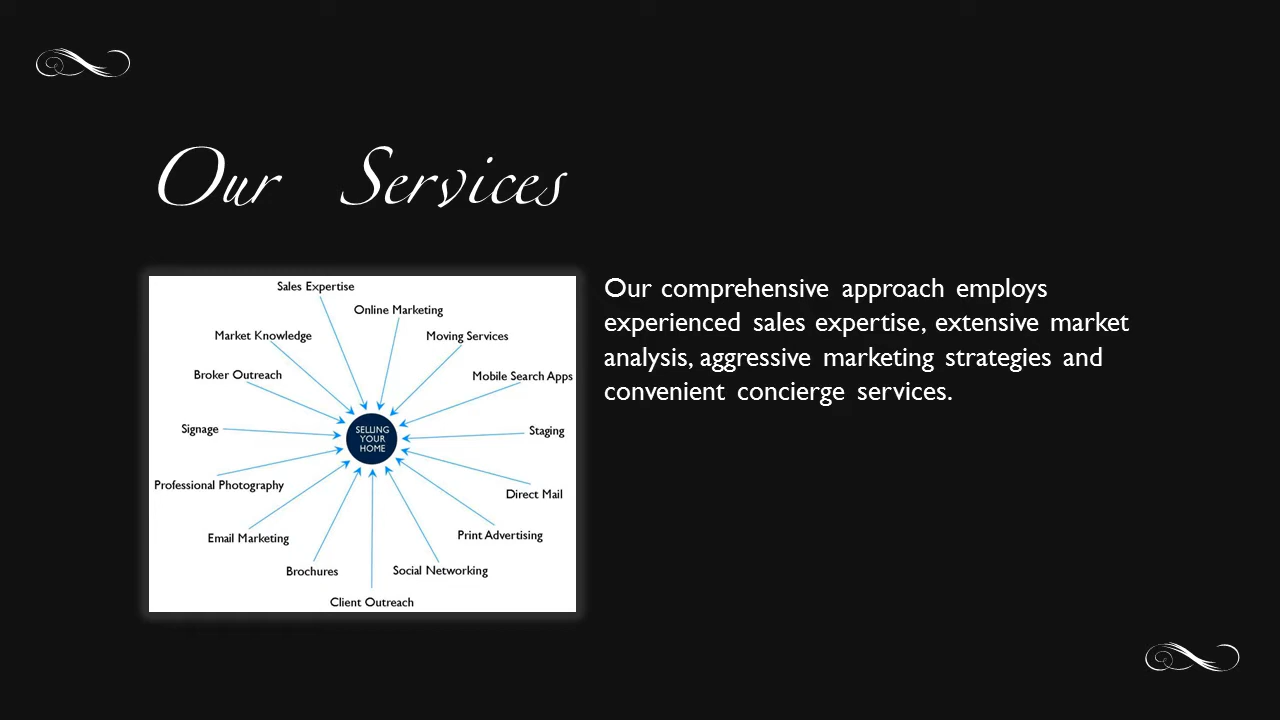 Our Services
Sales Expertise
Online Marketing
Market Knowledge
Moving Services
Broker Outreach
Mobile Search Apps
Signage
SELLING
YOUR
HOME
Staging
Professional Photography
Direct Mail
Email Marketing
Print Advertising
Brochures
Social Networking
Client Outreach
Our comprehensive approach employs
experienced sales expertise, extensive market
analysis, aggressive marketing strategies and
convenient concierge services.